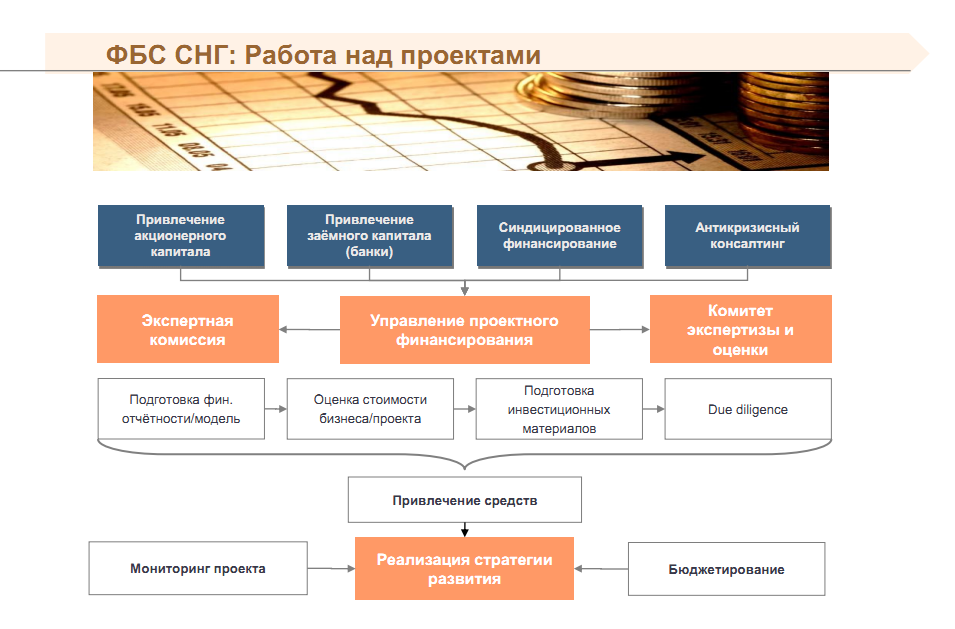 ФБС СНГ: Работа над проектами
Привлечение
акционерного
капитала
Привлечение
заёмного капитала
(банки)
Синдицированное
финансирование
Антикризисный
консалтинг
Экспертная
комиссия
Управление проектного
финансирования
Комитет
экспертизы и
оценки
Подготовка фин.
отчётности/модель
Оценка стоимости
бизнеса/проекта
Подготовка
инвестиционных
материалов
Due diligence
Привлечение средств
Мониторинг проекта
Реализация стратегии
развития
Бюджетирование